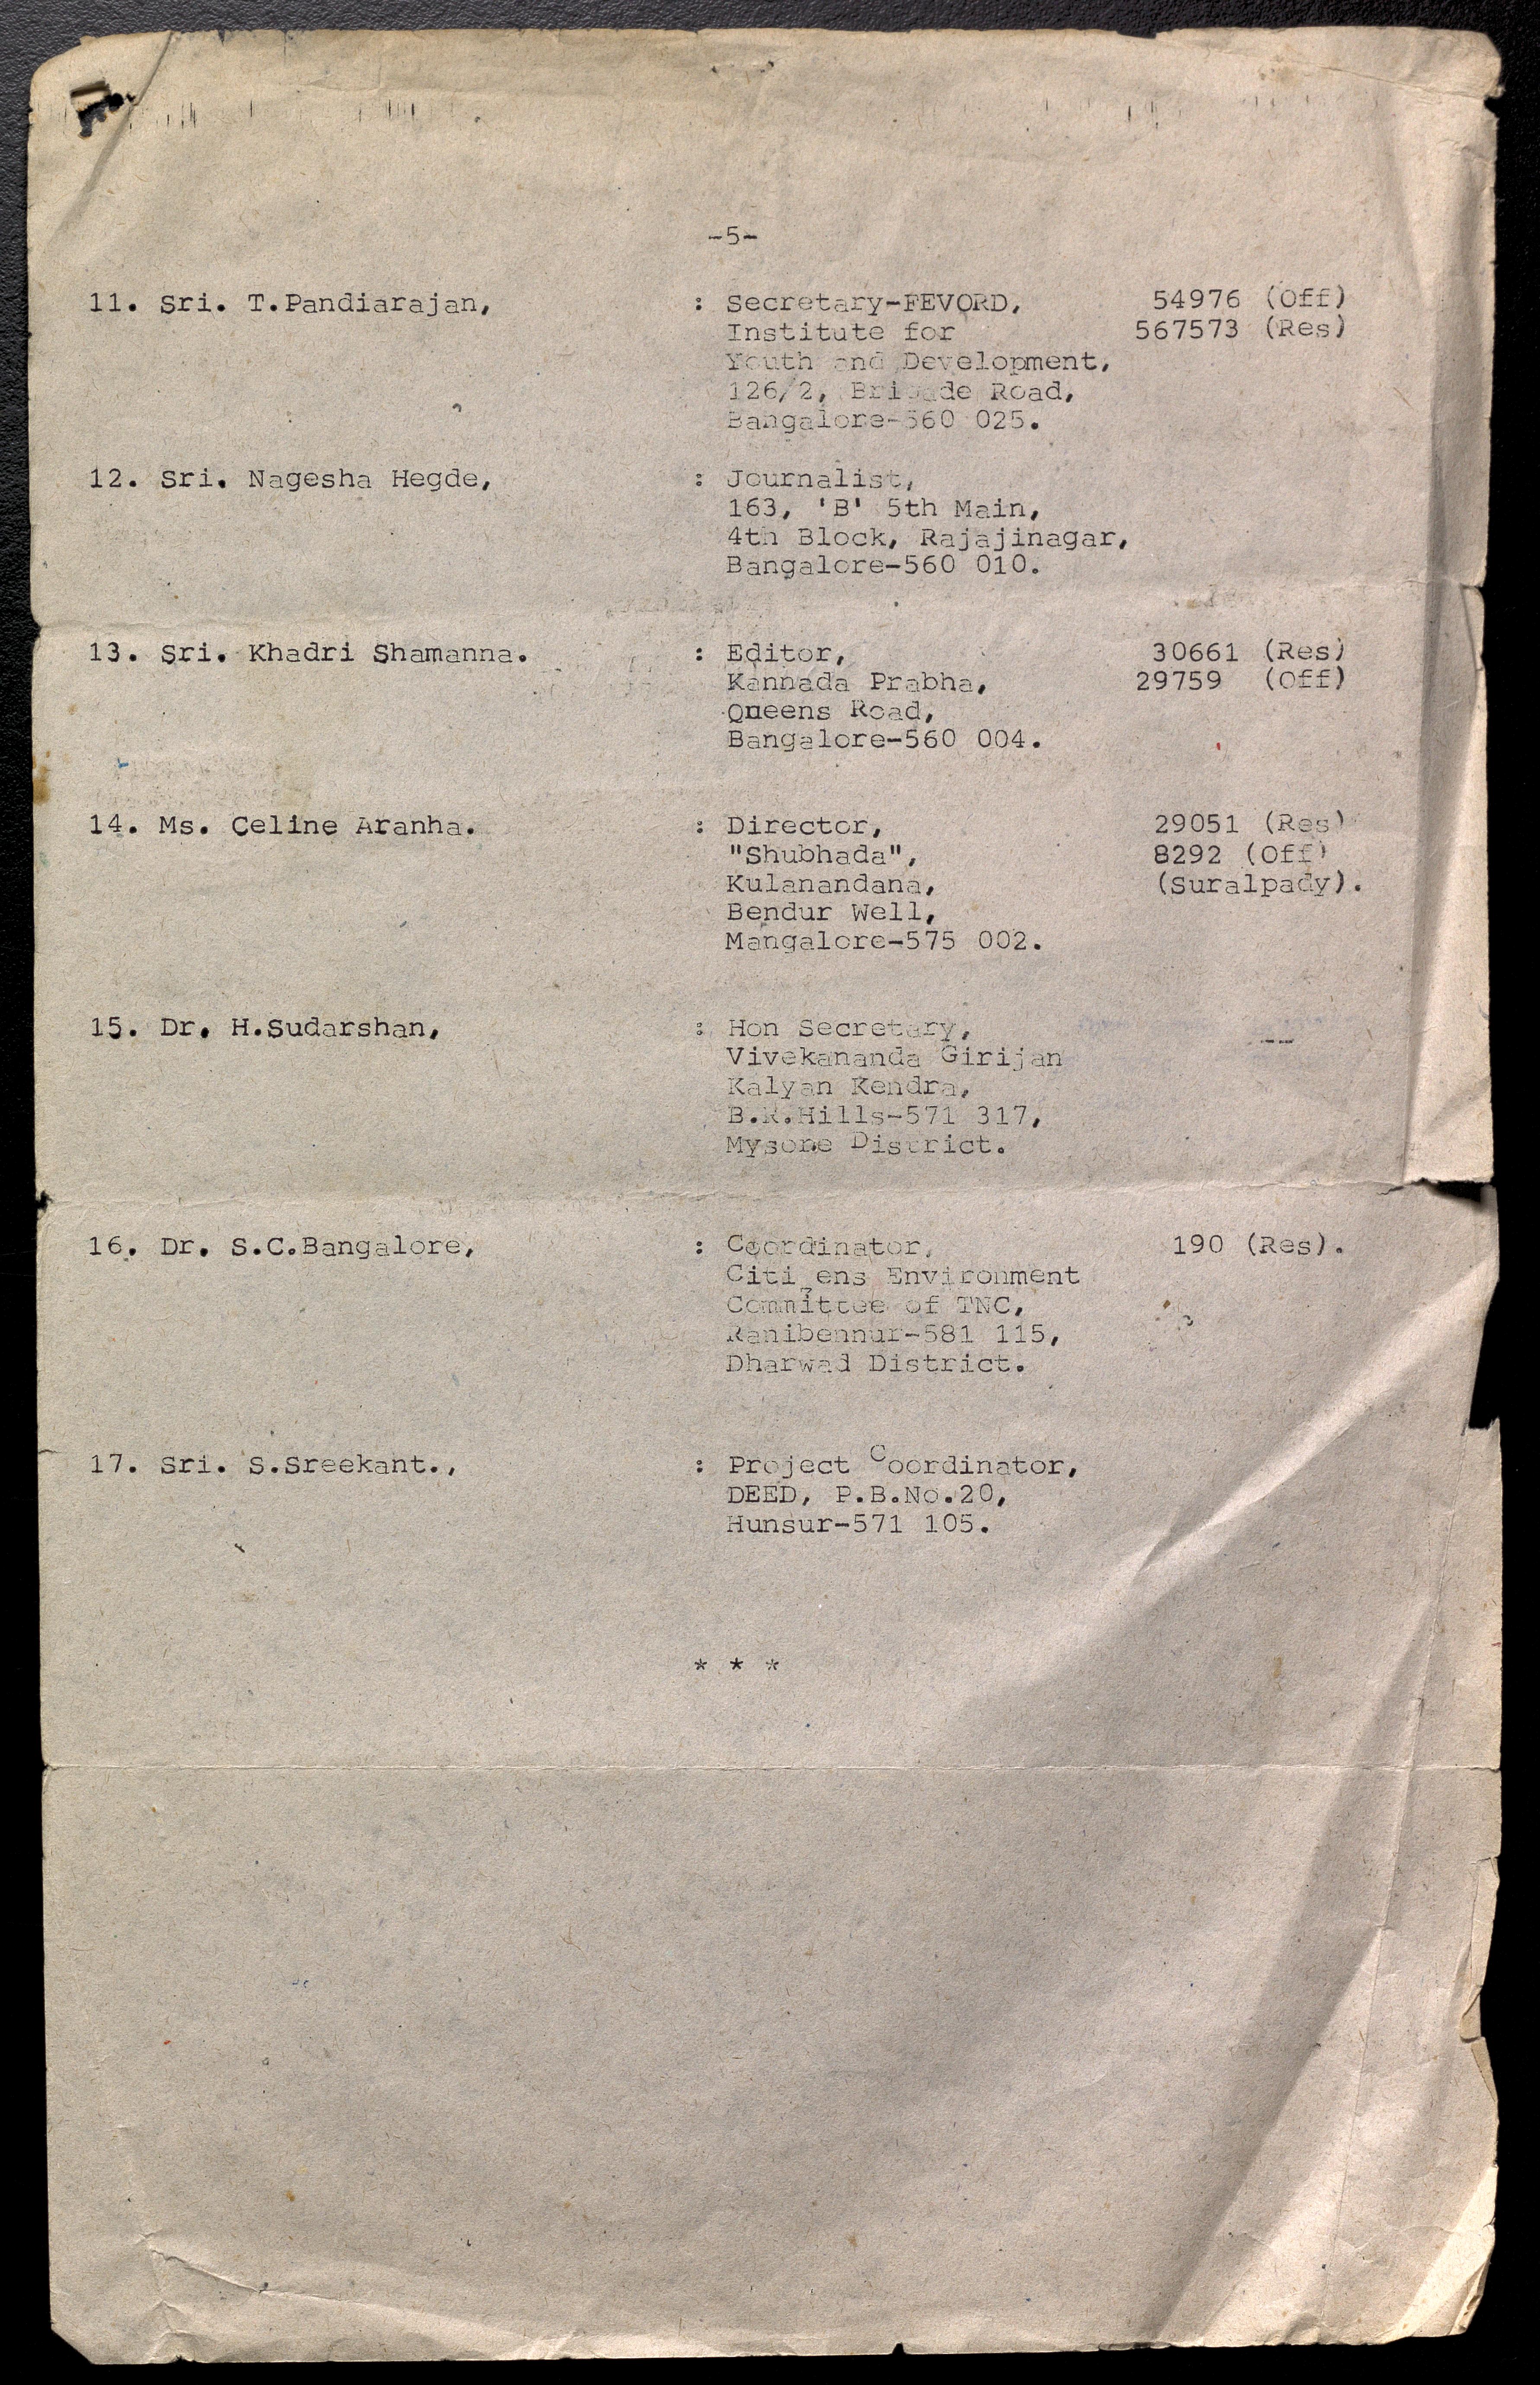 -5-
11. Sri. T.Pandiarajan, : Secretary-FEVORD, 54976 (Off)
Institute for 567573 (Res)
Youth and Development,
126/2, Brigade Road,
Bangalore-560 025.
12. Sri. Nagesha Hegde, : Journalist,
163, 'B' 5th Main,
4th Block, Rajajinagar,
Bangalore-560 010.
13. Sri. Khadri Shamanna. : Editor, 30661 (Res)
Kannada Prabha, 29759 (Off)
Queens Road,
Bangalore-560 004.
14. Ms. Celine Aranha. : Director, 29051 (Res)
"Shubhada", 8292 (Off)
Kulanandana, (Suralpady).
Bendur Well,
Mangalore-575 002.
15. Dr. H.Sudarshan, : Hon Secretary, --
Vivekananda Girijan
Kalyan Kendra,
B.R.Hills-571 317,
Mysore District.
16. Dr. S.C.Bangalore, : Coordinator, 190 (Res).
Citizens Environment
Committee of TNC,
Ranibennur-581 115,
Dharwad District.
17. Sri. S.Sreekant., : Project Coordinator,
DEED, P.B.No.20,
Hunsur-571 105.
* * *